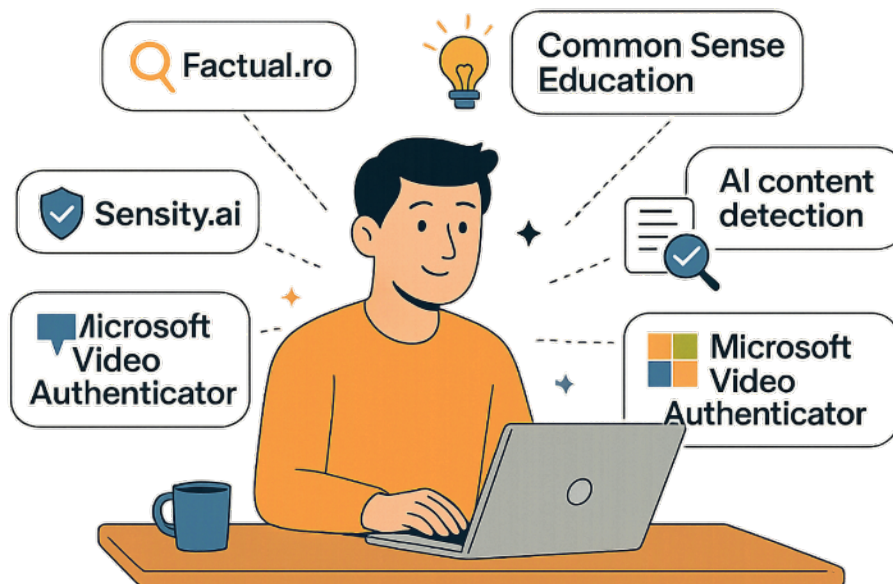 Factual.ro
Common Sense
Education
Sensity.ai
AI content
detection
Microsoft
Video
Authenticator
Microsoft
Video
Authenticator